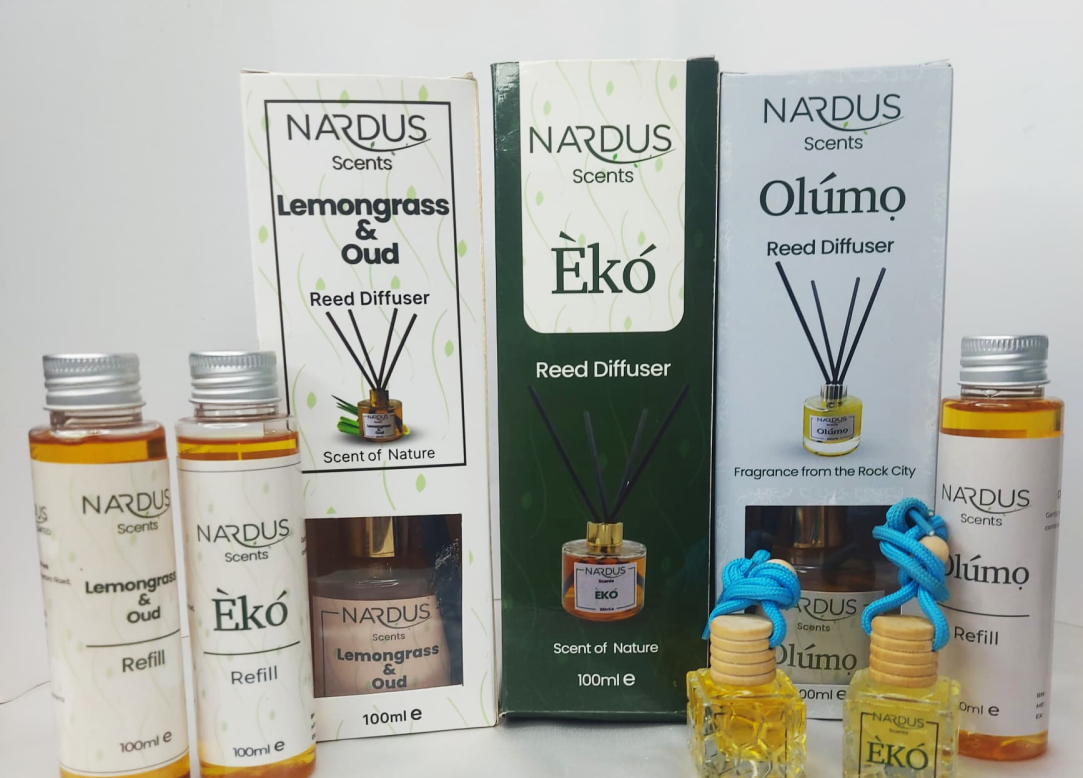 NARDUS
Scents
Lemongrass
&
Oud
Reed Diffuser
Scent of Nature
NARDUS
Scents
Lemongrass
&
Oud
100ml e
NARDUS
Scents
Èkó
Reed Diffuser
NARDUS
Scents
ÈKÓ
Scent of Nature
100ml e
NARDUS
Scents
Olúmọ
Reed Diffuser
Olúmọ
Fragrance from the Rock City
NARDUS
Scents
Olúmọ
NARDUS
Scents
Lemongrass
&
Oud
Refill
100ml e
NARDUS
Scents
Èkó
Refill
100ml e
NARDUS
Scents
ÈKÓ
NARDUS
Scents
Olúmọ
Refill